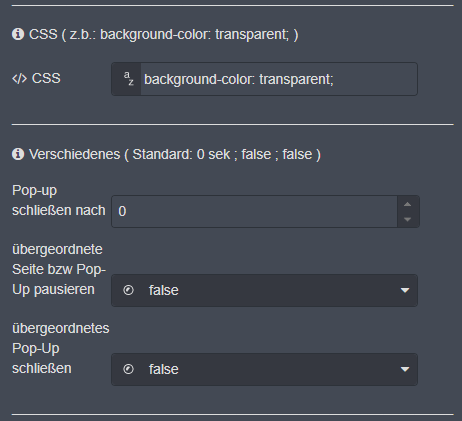 CSS ( z.b.: background-color: transparent; )
</> CSS
a
z
background-color: transparent;
Verschiedenes ( Standard: 0 sek ; false ; false )
Pop-up
schließen nach
0
übergeordnete
Seite bzw Pop-
Up pausieren
false
übergeordnetes
Pop-Up
schließen
false